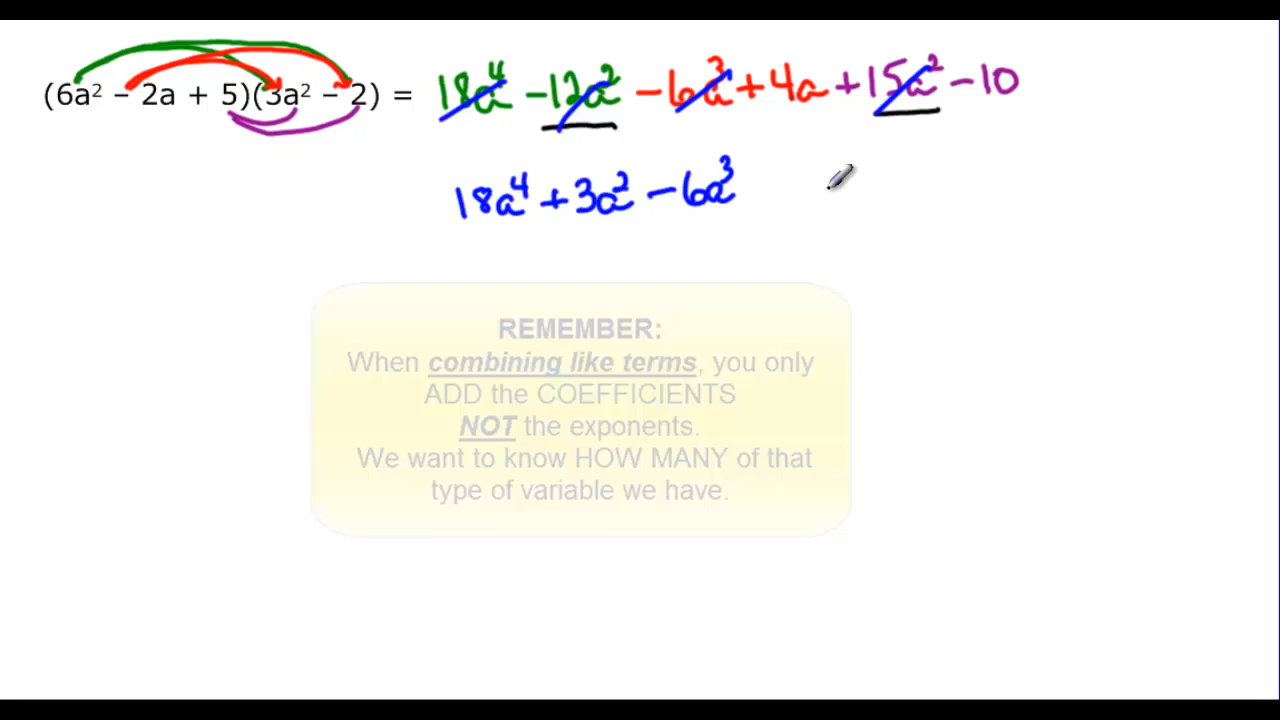 (6a² − 2a + 5)(3a² − 2) = 18a⁴ −12a² −6a³ +4a +15a² −10
18a⁴ +3a² −6a³
REMEMBER:
When combining like terms, you only
ADD the COEFFICIENTS
NOT the exponents.
We want to know HOW MANY of that
type of variable we have.